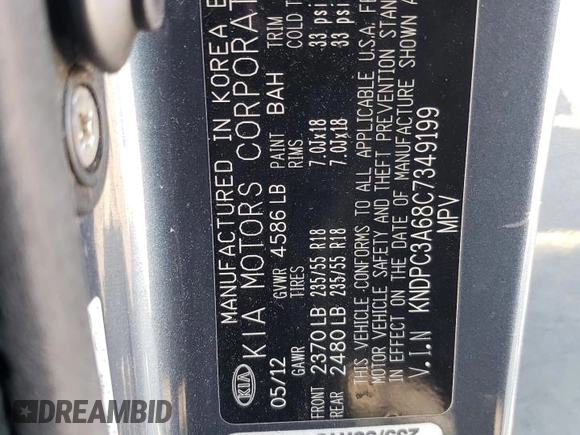 MANUFACTURED IN KOREA
KIA KIA MOTORS CORPORAT
05/12 GVWR 4586 LB PAINT BAH TRIM
GAWR TIRES RIMS COLD T
FRONT 2370 LB 235/55 R18 7.0Jx18 33 psi
REAR 2480 LB 235/55 R18 7.0Jx18 33 psi
THIS VEHICLE CONFORMS TO ALL APPLICABLE U.S.A. FE
MOTOR VEHICLE SAFETY AND THEFT PREVENTION STAN
IN EFFECT ON THE DATE OF MANUFACTURE SHOWN A
V.I.N KNDPC3A68C7349199
MPV
DREAMBID